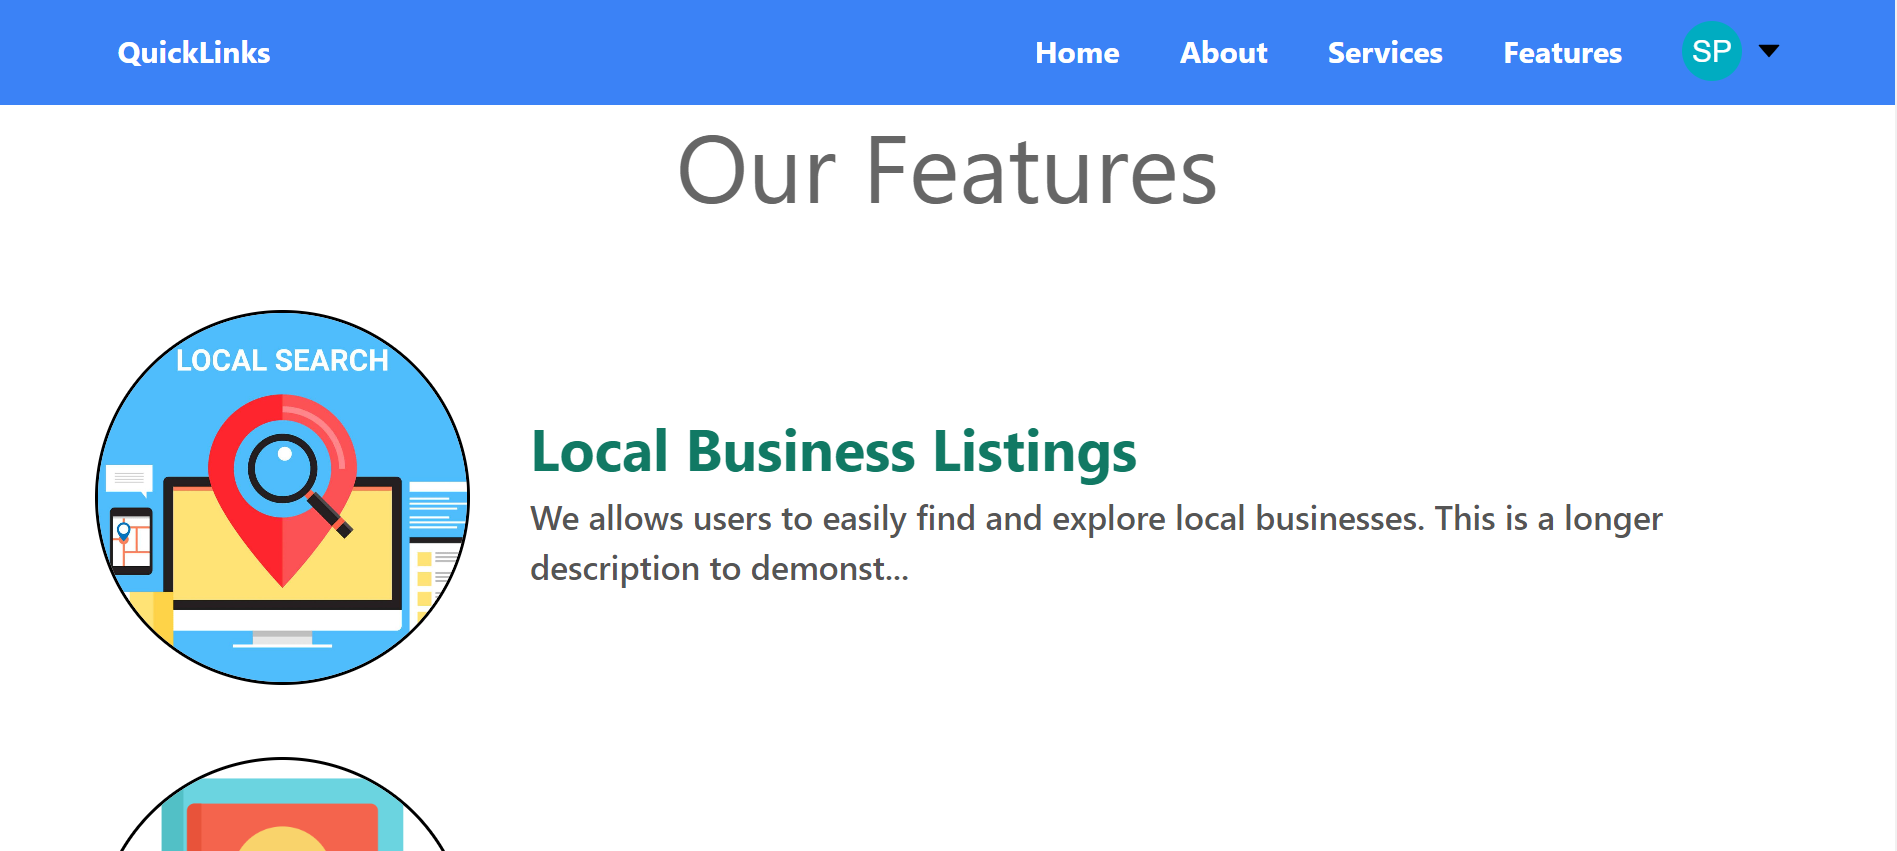 QuickLinks Home About Services Features SP
Our Features
LOCAL SEARCH
Local Business Listings
We allows users to easily find and explore local businesses. This is a longer
description to demonst...